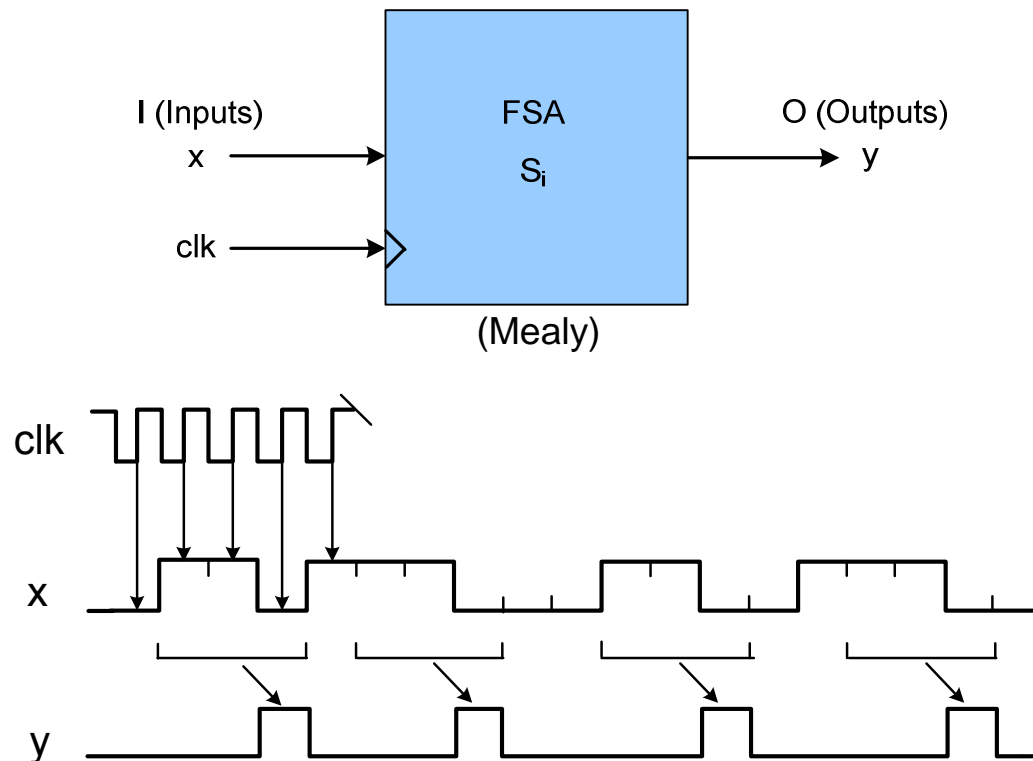 I (Inputs)
x
clk
FSA
Si
O (Outputs)
y
(Mealy)
clk
x
y